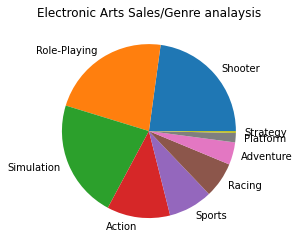 Electronic Arts Sales/Genre analaysis
Role-Playing
Shooter
Strategy
Platform
Adventure
Simulation
Racing
Sports
Action